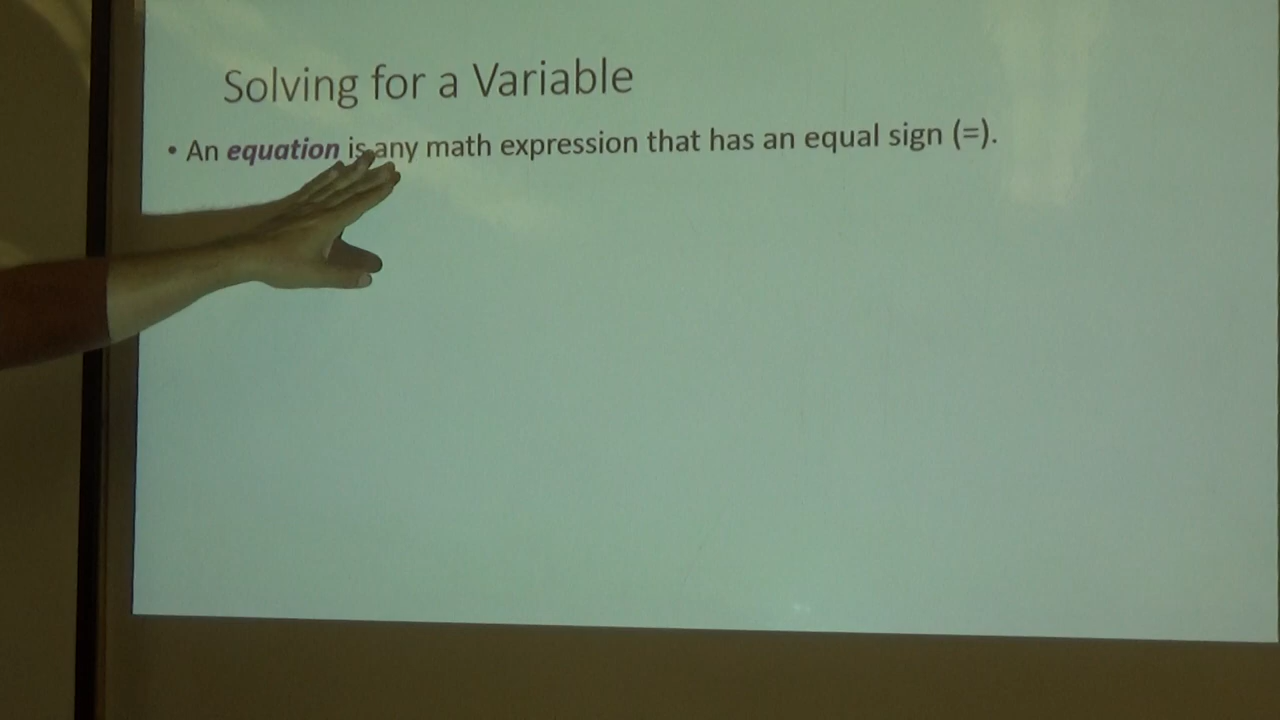 Solving for a Variable
• An equation is any math expression that has an equal sign (=).